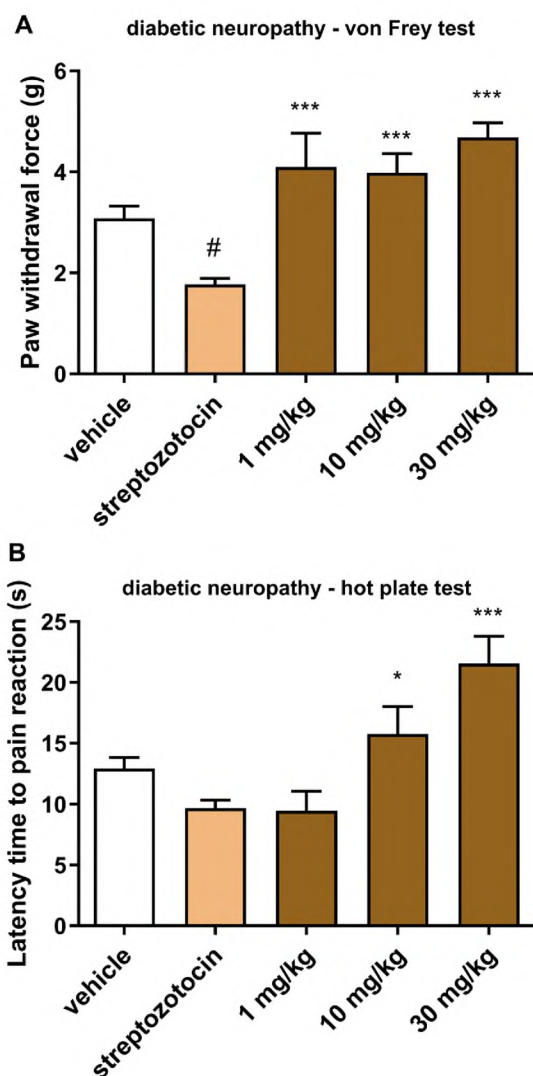 A
diabetic neuropathy - von Frey test
Paw withdrawal force (g)
6
4
2
0
#
***
***
***
vehicle
streptozotocin
1 mg/kg
10 mg/kg
30 mg/kg
B
diabetic neuropathy - hot plate test
Latency time to pain reaction (s)
25
20
15
10
5
0
*
***
vehicle
streptozotocin
1 mg/kg
10 mg/kg
30 mg/kg